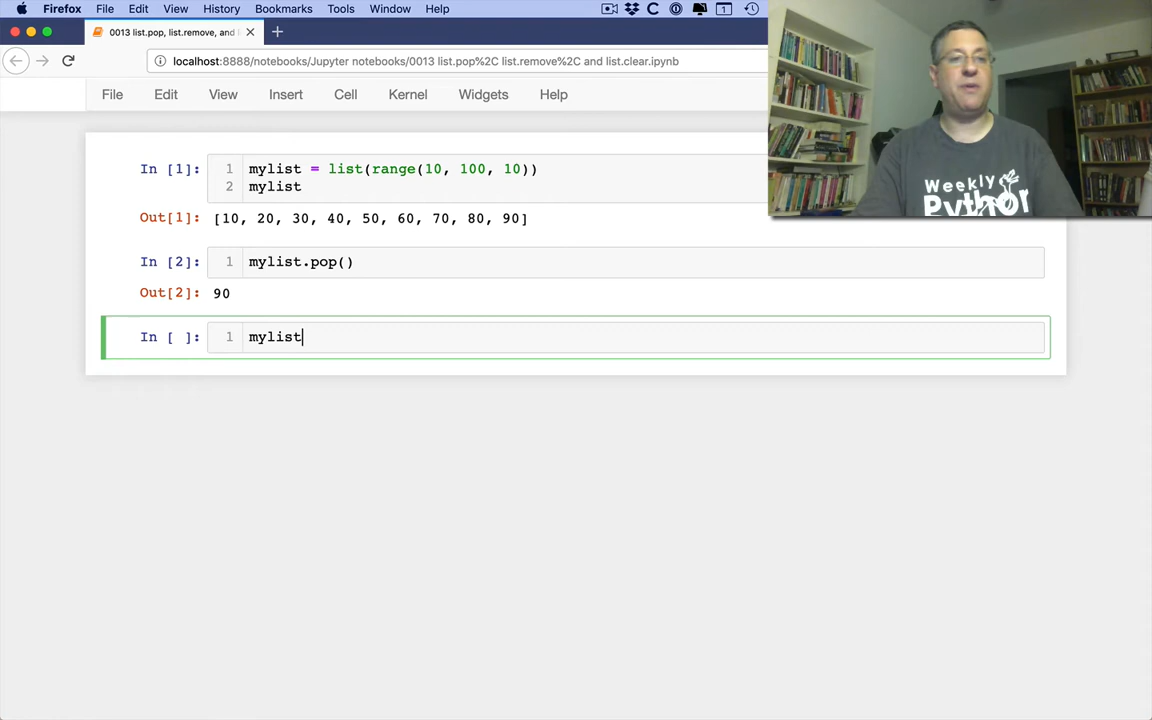 Firefox File Edit View History Bookmarks Tools Window Help
0013 list.pop, list.remove, and l
localhost:8888/notebooks/Jupyter notebooks/0013 list.pop%2C list.remove%2C and list.clear.ipynb
File Edit View Insert Cell Kernel Widgets Help
In [1]: 1 mylist = list(range(10, 100, 10))
2 mylist
Out[1]: [10, 20, 30, 40, 50, 60, 70, 80, 90]
In [2]: 1 mylist.pop()
Out[2]: 90
In [ ]: 1 mylist
Weekly
Python